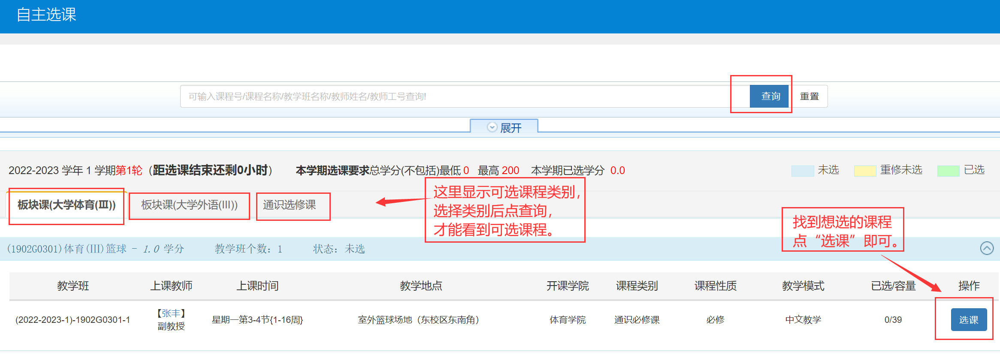 自主选课
可输入课程号/课程名称/教学班名称/教师姓名/教师工号查询!
查询
重置
展开
2022-2023 学年 1 学期第1轮（距选课结束还剩0小时） 本学期选课要求总学分(不包括)最低 0 最高 200 本学期已选学分 0.0
未选 重修未选 已选
板块课(大学体育(Ⅲ)) 板块课(大学外语(Ⅲ)) 通识选修课
这里显示可选课程类别，
选择类别后点查询，
才能看到可选课程。
找到想选的课程
点“选课”即可。
(1902G0301)体育(Ⅲ)篮球 - 1.0 学分 教学班个数：1 状态：未选
教学班 上课教师 上课时间 教学地点 开课学院 课程类别 课程性质 教学模式 已选/容量 操作
(2022-2023-1)-1902G0301-1 【张丰】 星期一第3-4节{1-16周} 室外篮球场地（东校区东南角） 体育学院 通识必修课 必修 中文教学 0/39 选课
副教授